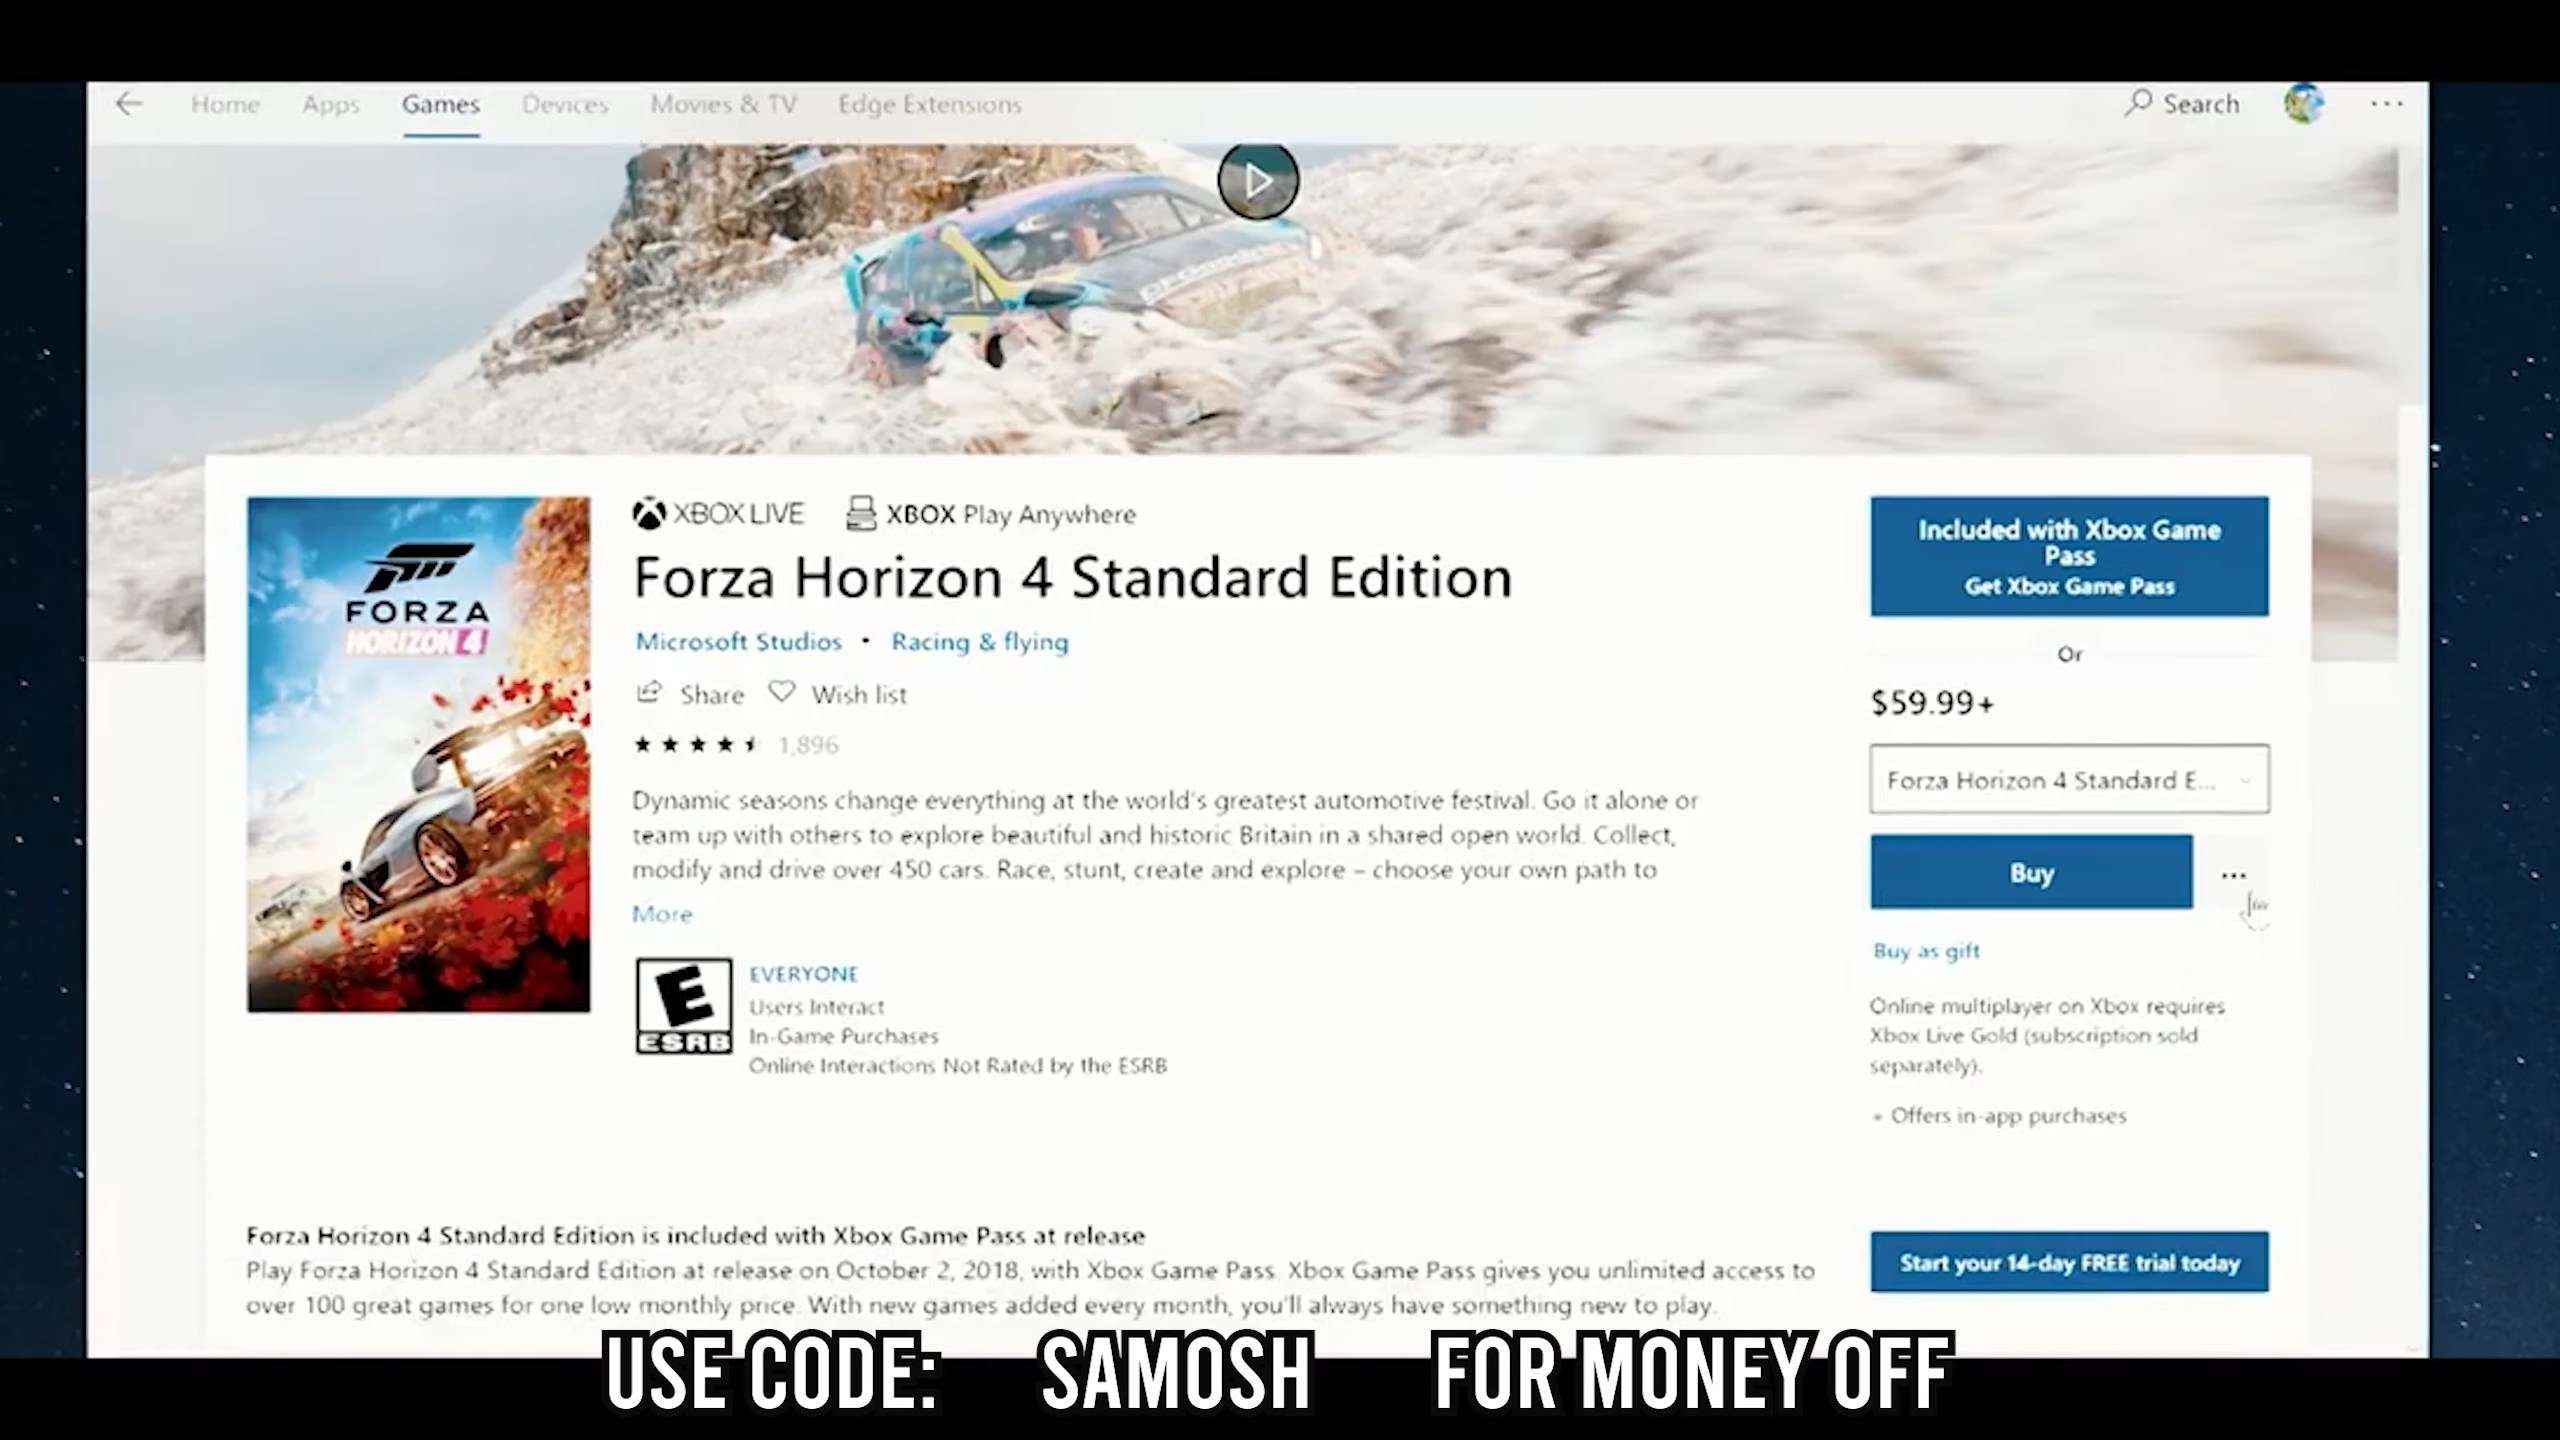 Home Apps Games Devices Movies & TV Edge Extensions Search
XBOX LIVE XBOX Play Anywhere
Forza Horizon 4 Standard Edition
Microsoft Studios • Racing & flying
Share Wish list
1,896
Dynamic seasons change everything at the world's greatest automotive festival. Go it alone or
team up with others to explore beautiful and historic Britain in a shared open world. Collect,
modify and drive over 450 cars. Race, stunt, create and explore – choose your own path to
More
FORZA
HORIZON 4
E
ESRB
EVERYONE
Users Interact
In-Game Purchases
Online Interactions Not Rated by the ESRB
Included with Xbox Game
Pass
Get Xbox Game Pass
Or
$59.99+
Forza Horizon 4 Standard E...
Buy
Buy as gift
Online multiplayer on Xbox requires
Xbox Live Gold (subscription sold
separately).
+ Offers in-app purchases
Forza Horizon 4 Standard Edition is included with Xbox Game Pass at release
Play Forza Horizon 4 Standard Edition at release on October 2, 2018, with Xbox Game Pass. Xbox Game Pass gives you unlimited access to
over 100 great games for one low monthly price. With new games added every month, you'll always have something new to play.
Start your 14-day FREE trial today
USE CODE: SAMOSH FOR MONEY OFF